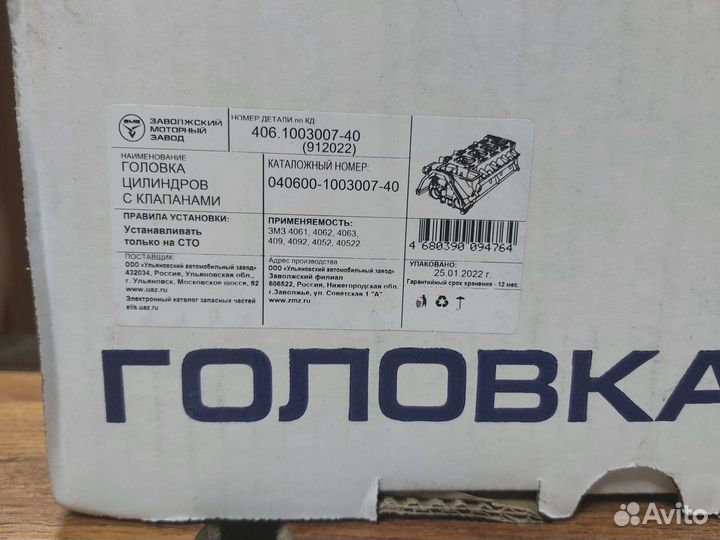 ЗМЗ
ЗАВОЛЖСКИЙ
МОТОРНЫЙ
ЗАВОД
НОМЕР ДЕТАЛИ по КД:
406.1003007-40
(912022)
НАИМЕНОВАНИЕ
ГОЛОВКА
ЦИЛИНДРОВ
С КЛАПАНАМИ
КАТАЛОЖНЫЙ НОМЕР:
040600-1003007-40
ПРАВИЛА УСТАНОВКИ:
Устанавливать
только на СТО
ПРИМЕНЯЕМОСТЬ:
ЗМЗ 4061, 4062, 4063,
409, 4092, 4052, 40522
4 680390 094764
ПОСТАВЩИК
ООО «Ульяновский автомобильный завод»
432034, Россия, Ульяновская обл.,
г. Ульяновск, Московское шоссе, 92
www.uaz.ru
Электронный каталог запасных частей
elis.uaz.ru
Адрес производства
ООО «Ульяновский автомобильный завод»
Заволжский филиал
606522, Россия, Нижегородская обл.
г.Заволжье, ул. Советская 1 "А"
www.zmz.ru
УПАКОВАНО:
25.01.2022 г.
Гарантийный срок хранения - 12 мес.
ГОЛОВКА
Avito